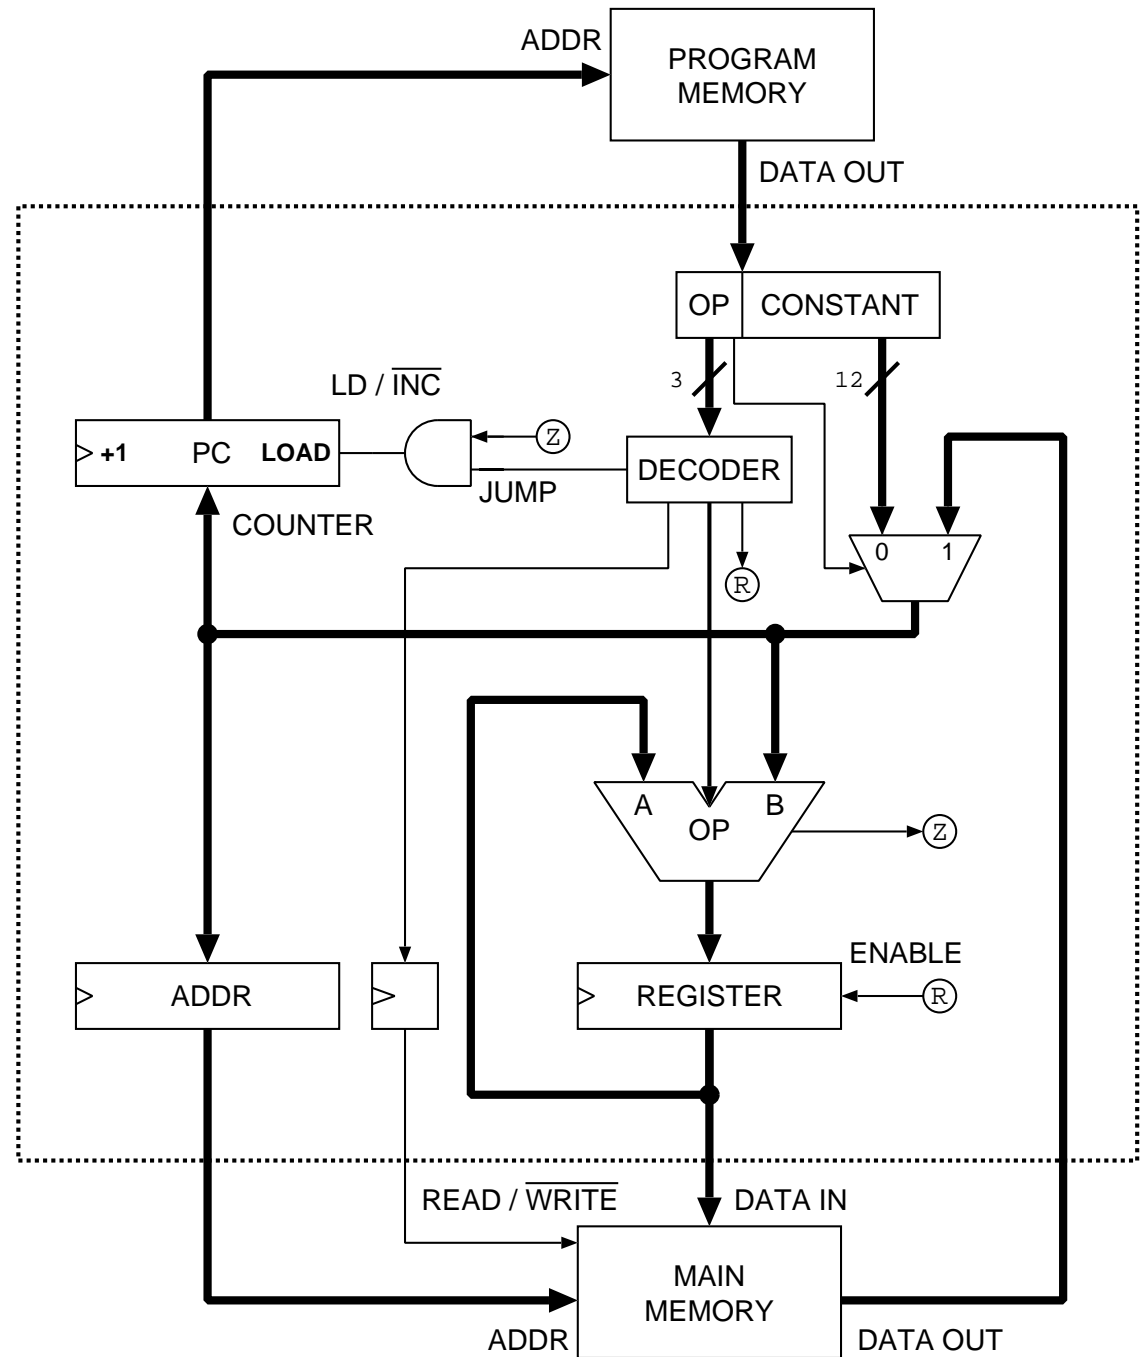 ADDR
PROGRAM
MEMORY
DATA OUT
OP CONSTANT
3 12
LD / INC
+1 PC LOAD
Z
JUMP
DECODER
COUNTER
0 1
R
A B
OP
Z
ENABLE
ADDR
REGISTER
R
READ / WRITE
DATA IN
MAIN
MEMORY
ADDR
DATA OUT